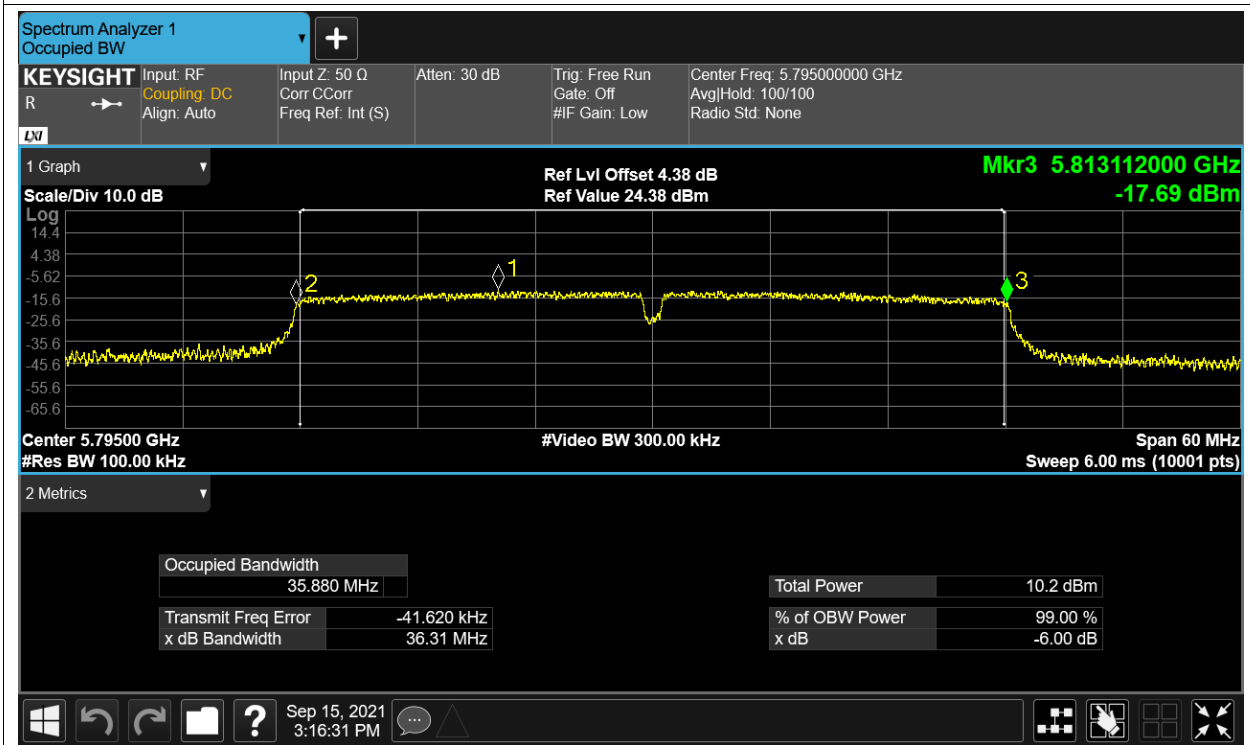 Spectrum Analyzer 1
Occupied BW
KEYSIGHT
R
LXI
Input: RF
Coupling: DC
Align: Auto
Input Z: 50 Ω
Corr CCorr
Freq Ref: Int (S)
Atten: 30 dB
Trig: Free Run
Gate: Off
#IF Gain: Low
Center Freq: 5.795000000 GHz
Avg|Hold: 100/100
Radio Std: None
1 Graph
Scale/Div 10.0 dB
Ref Lvl Offset 4.38 dB
Ref Value 24.38 dBm
Mkr3 5.813112000 GHz
-17.69 dBm
Log
14.4
4.38
-5.62
-15.6
-25.6
-35.6
-45.6
-55.6
-65.6
1
2
3
Center 5.79500 GHz
#Res BW 100.00 kHz
#Video BW 300.00 kHz
Span 60 MHz
Sweep 6.00 ms (10001 pts)
2 Metrics
Occupied Bandwidth
35.880 MHz
Transmit Freq Error -41.620 kHz
x dB Bandwidth 36.31 MHz
Total Power 10.2 dBm
% of OBW Power 99.00 %
x dB -6.00 dB
?
Sep 15, 2021
3:16:31 PM